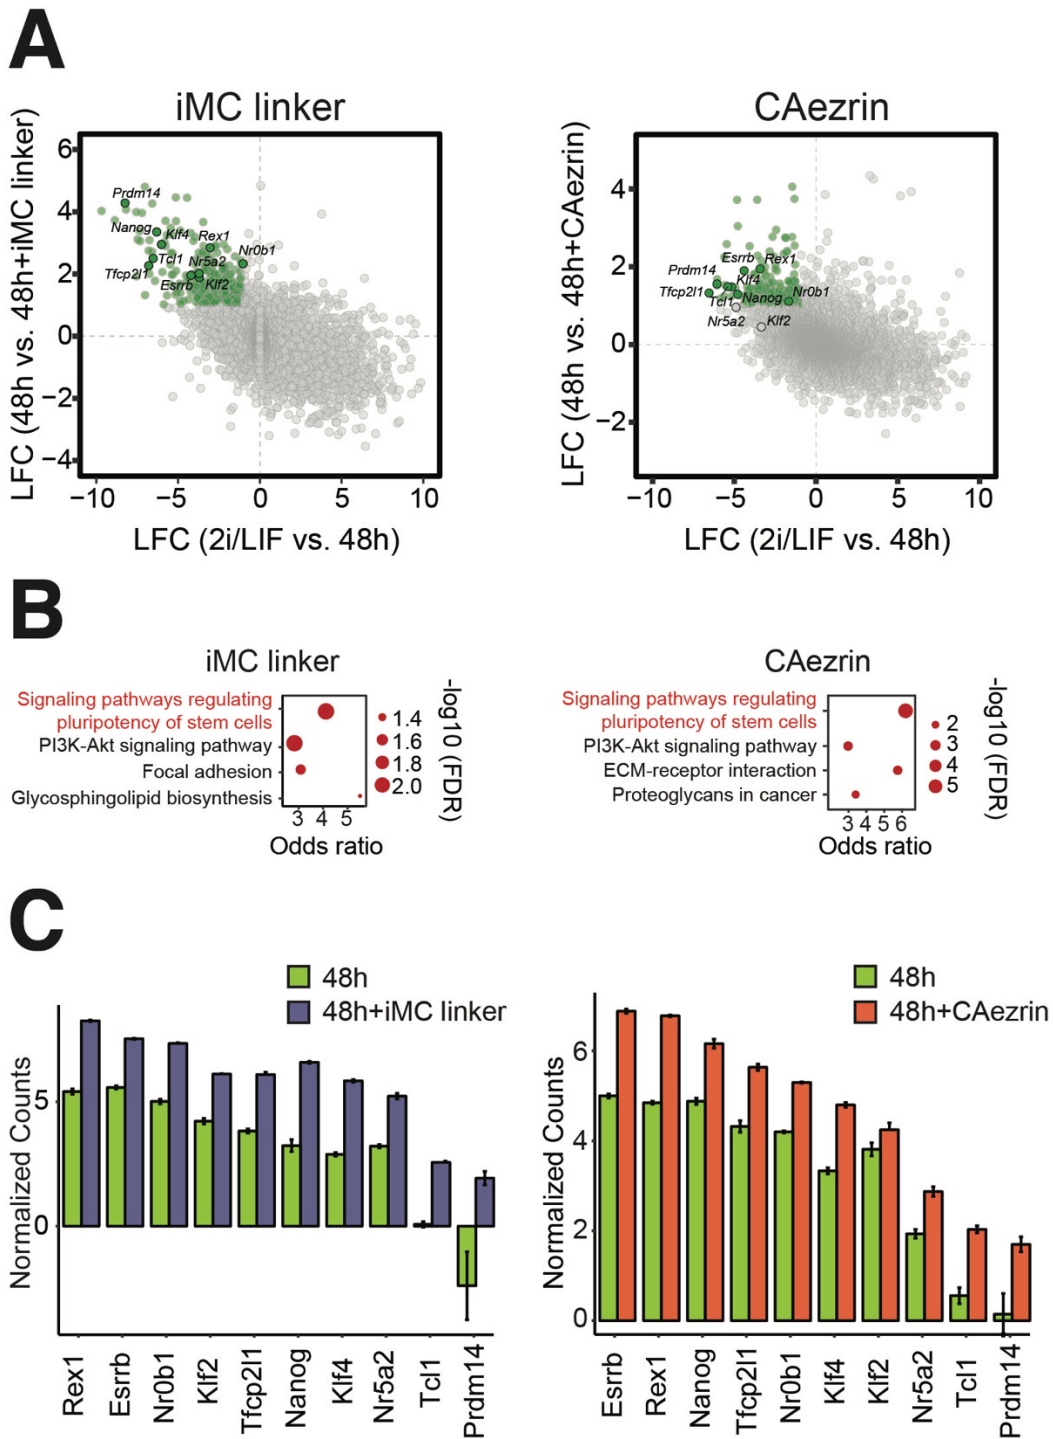 A
iMC linker
CAezrin
LFC (48h vs. 48h+iMC linker)
6
4
2
0
−2
−4
Prdm14
Nanog
Klf4
Rex1
Nr0b1
Tcl1
Nr5a2
Tfcp2l1
Esrrb
Klf2
−10
−5
0
5
10
LFC (2i/LIF vs. 48h)
LFC (48h vs. 48h+CAezrin)
4
2
0
−2
Esrrb
Rex1
Prdm14
Klf4
Tfcp2l1
Tcl1
Nanog
Nr0b1
Nr5a2
Klf2
−10
−5
0
5
10
LFC (2i/LIF vs. 48h)
B
iMC linker
Signaling pathways regulating
pluripotency of stem cells
PI3K-Akt signaling pathway
Focal adhesion
Glycosphingolipid biosynthesis
3 4 5
Odds ratio
1.4
1.6
1.8
2.0
-log10 (FDR)
CAezrin
Signaling pathways regulating
pluripotency of stem cells
PI3K-Akt signaling pathway
ECM-receptor interaction
Proteoglycans in cancer
3 4 5 6
Odds ratio
2
3
4
5
-log10 (FDR)
C
48h
48h+iMC linker
Normalized Counts
5
0
Rex1
Esrrb
Nr0b1
Klf2
Tfcp2l1
Nanog
Klf4
Nr5a2
Tcl1
Prdm14
48h
48h+CAezrin
Normalized Counts
6
4
2
0
Esrrb
Rex1
Nanog
Tfcp2l1
Nr0b1
Klf4
Klf2
Nr5a2
Tcl1
Prdm14